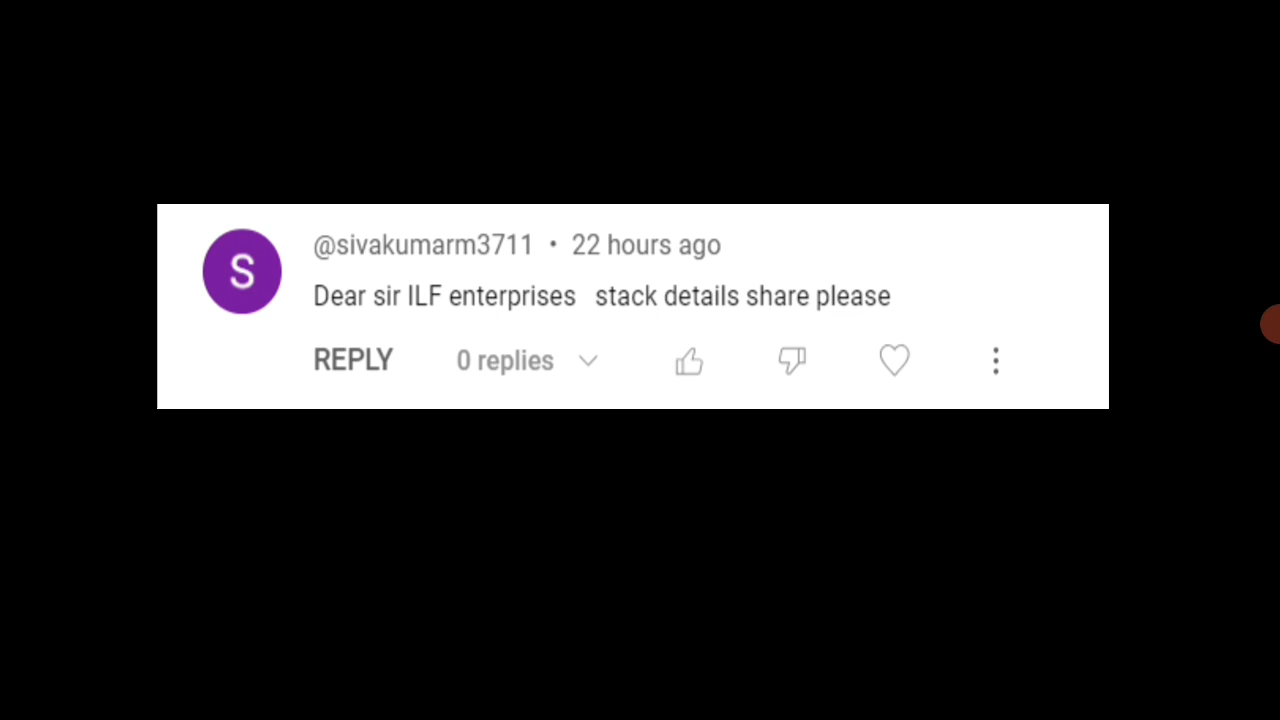 S
@sivakumarm3711 • 22 hours ago
Dear sir ILF enterprises stack details share please
REPLY 0 replies